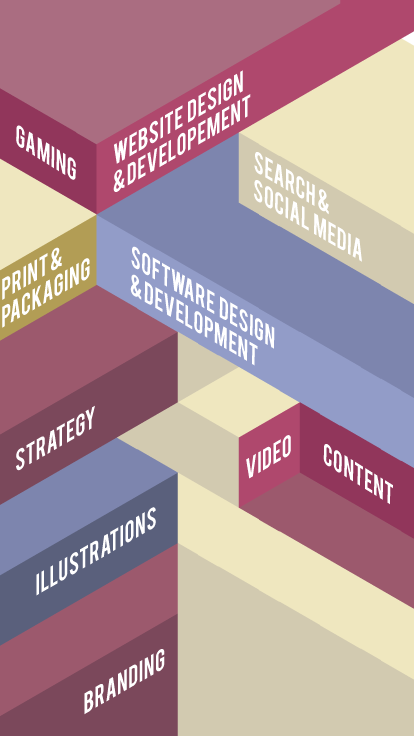 GAMING
WEBSITE DESIGN
& DEVELOPEMENT
SEARCH &
SOCIAL MEDIA
PRINT &
PACKAGING
SOFTWARE DESIGN
& DEVELOPMENT
STRATEGY
VIDEO
CONTENT
ILLUSTRATIONS
BRANDING